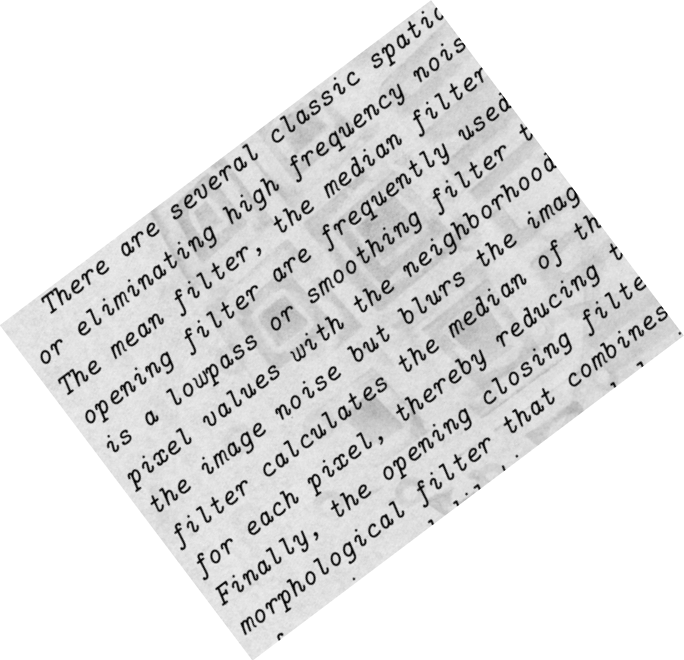 There are several classic spatic
or eliminating high frequency nois
The mean filter, the median filter
opening filter are frequently used
is a lowpass or smoothing filter t
pixel values with the neighborhood
the image noise but blurs the imag
filter calculates the median of th
for each pixel, thereby reducing t
Finally, the opening closing filte
morphological filter that combines